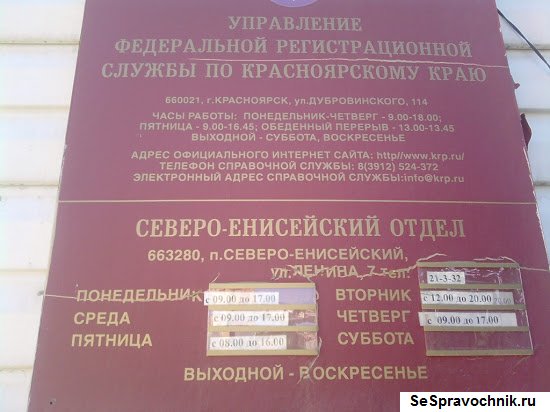 УПРАВЛЕНИЕ
ФЕДЕРАЛЬНОЙ РЕГИСТРАЦИОННОЙ
СЛУЖБЫ ПО КРАСНОЯРСКОМУ КРАЮ
660021, г.КРАСНОЯРСК, ул.ДУБРОВИНСКОГО, 114
ЧАСЫ РАБОТЫ: ПОНЕДЕЛЬНИК-ЧЕТВЕРГ - 9.00-18.00;
ПЯТНИЦА - 9.00-16.45; ОБЕДЕННЫЙ ПЕРЕРЫВ - 13.00-13.45
ВЫХОДНОЙ - СУББОТА, ВОСКРЕСЕНЬЕ
АДРЕС ОФИЦИАЛЬНОГО ИНТЕРНЕТ САЙТА: http//www.krp.ru/
ТЕЛЕФОН СПРАВОЧНОЙ СЛУЖБЫ: 8(3912) 524-372
ЭЛЕКТРОННЫЙ АДРЕС СПРАВОЧНОЙ СЛУЖБЫ:info@krp.ru
СЕВЕРО-ЕНИСЕЙСКИЙ ОТДЕЛ
663280, п.СЕВЕРО-ЕНИСЕЙСКИЙ,
ул.ЛЕНИНА, 7 тел. 21-3-32
ПОНЕДЕЛЬНИК с 09.00 до 17.00 ВТОРНИК с 12.00 до 20.00
СРЕДА с 09.00 до 17.00 ЧЕТВЕРГ с 09.00 до 17.00
ПЯТНИЦА с 08.00 до 16.00 СУББОТА
ВЫХОДНОЙ - ВОСКРЕСЕНЬЕ
SeSpravochnik.ru